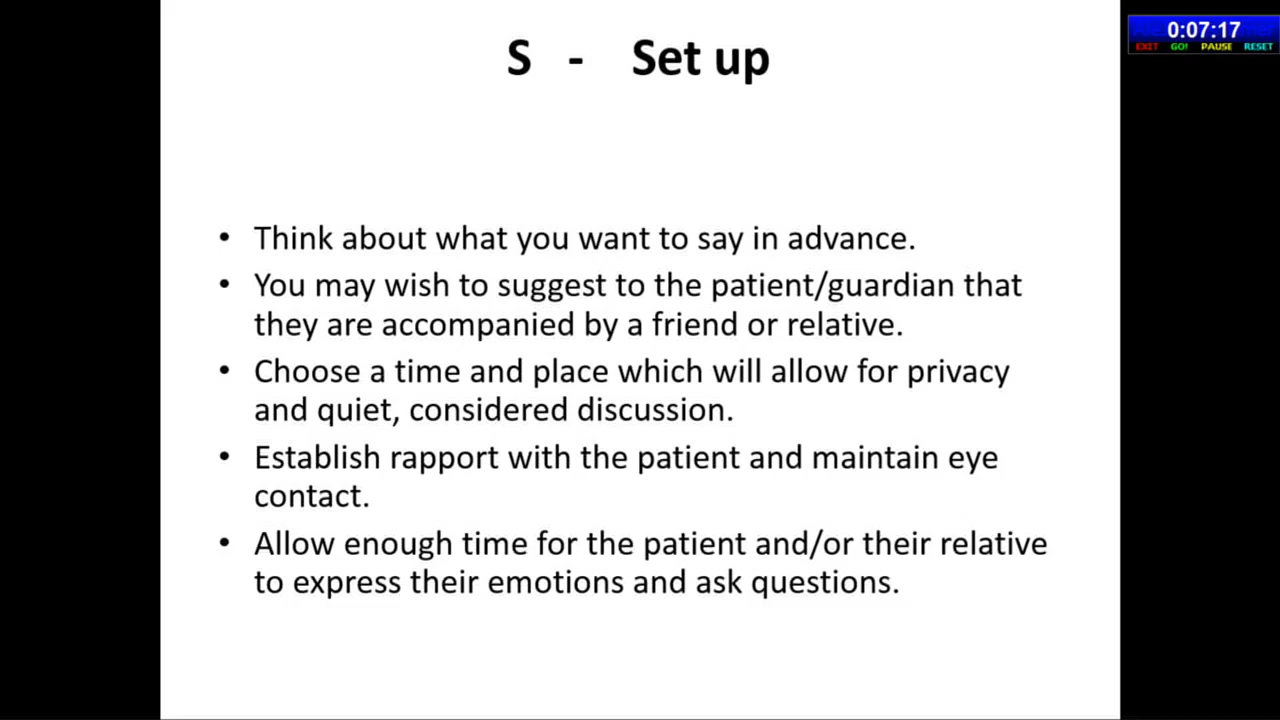 S - Set up
0:07:17
EXIT GO! PAUSE RESET
• Think about what you want to say in advance.
• You may wish to suggest to the patient/guardian that
they are accompanied by a friend or relative.
• Choose a time and place which will allow for privacy
and quiet, considered discussion.
• Establish rapport with the patient and maintain eye
contact.
• Allow enough time for the patient and/or their relative
to express their emotions and ask questions.